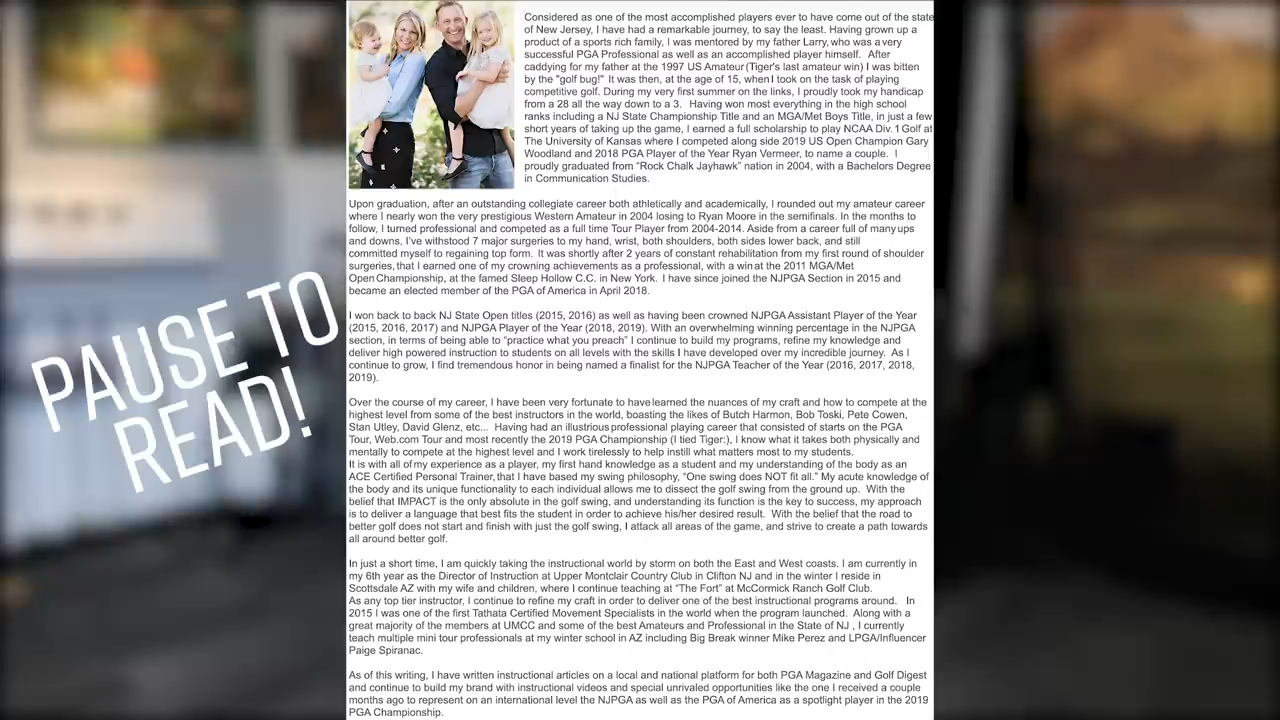 PAUSE TO
READ!
Considered as one of the most accomplished players ever to have come out of the state
of New Jersey, I have had a remarkable journey, to say the least. Having grown up a
product of a sports rich family, I was mentored by my father Larry, who was a very
successful PGA Professional as well as an accomplished player himself. After
caddying for my father at the 1997 US Amateur (Tiger's last amateur win) I was bitten
by the "golf bug!" It was then, at the age of 15, when I took on the task of playing
competitive golf. During my very first summer on the links, I proudly took my handicap
from a 28 all the way down to a 3. Having won most everything in the high school
ranks including a NJ State Championship Title and an MGA/Met Boys Title, in just a few
short years of taking up the game, I earned a full scholarship to play NCAA Div. 1 Golf at
The University of Kansas where I competed along side 2019 US Open Champion Gary
Woodland and 2018 PGA Player of the Year Ryan Vermeer, to name a couple. I
proudly graduated from “Rock Chalk Jayhawk” nation in 2004, with a Bachelors Degree
in Communication Studies.
Upon graduation, after an outstanding collegiate career both athletically and academically, I rounded out my amateur career
where I nearly won the very prestigious Western Amateur in 2004 losing to Ryan Moore in the semifinals. In the months to
follow, I turned professional and competed as a full time Tour Player from 2004-2014. Aside from a career full of many ups
and downs, I've withstood 7 major surgeries to my hand, wrist, both shoulders, both sides lower back, and still
committed myself to regaining top form. It was shortly after 2 years of constant rehabilitation from my first round of shoulder
surgeries, that I earned one of my crowning achievements as a professional, with a win at the 2011 MGA/Met
Open Championship, at the famed Sleep Hollow C.C. in New York. I have since joined the NJPGA Section in 2015 and
became an elected member of the PGA of America in April 2018.
I won back to back NJ State Open titles (2015, 2016) as well as having been crowned NJPGA Assistant Player of the Year
(2015, 2016, 2017) and NJPGA Player of the Year (2018, 2019). With an overwhelming winning percentage in the NJPGA
section, in terms of being able to “practice what you preach” I continue to build my programs, refine my knowledge and
deliver high powered instruction to students on all levels with the skills I have developed over my incredible journey. As I
continue to grow, I find tremendous honor in being named a finalist for the NJPGA Teacher of the Year (2016, 2017, 2018,
2019).
Over the course of my career, I have been very fortunate to have learned the nuances of my craft and how to compete at the
highest level from some of the best instructors in the world, boasting the likes of Butch Harmon, Bob Toski, Pete Cowen,
Stan Utley, David Glenz, etc... Having had an illustrious professional playing career that consisted of starts on the PGA
Tour, Web.com Tour and most recently the 2019 PGA Championship (I tied Tiger:), I know what it takes both physically and
mentally to compete at the highest level and I work tirelessly to help instill what matters most to my students.
It is with all of my experience as a player, my first hand knowledge as a student and my understanding of the body as an
ACE Certified Personal Trainer, that I have based my swing philosophy, “One swing does NOT fit all.” My acute knowledge of
the body and its unique functionality to each individual allows me to dissect the golf swing from the ground up. With the
belief that IMPACT is the only absolute in the golf swing, and understanding its function is the key to success, my approach
is to deliver a language that best fits the student in order to achieve his/her desired result. With the belief that the road to
better golf does not start and finish with just the golf swing, I attack all areas of the game, and strive to create a path towards
all around better golf.
In just a short time, I am quickly taking the instructional world by storm on both the East and West coasts. I am currently in
my 6th year as the Director of Instruction at Upper Montclair Country Club in Clifton NJ and in the winter I reside in
Scottsdale AZ with my wife and children, where I continue teaching at “The Fort” at McCormick Ranch Golf Club.
As any top tier instructor, I continue to refine my craft in order to deliver one of the best instructional programs around. In
2015 I was one of the first Tathata Certified Movement Specialists in the world when the program launched. Along with a
great majority of the members at UMCC and some of the best Amateurs and Professional in the State of NJ , I currently
teach multiple mini tour professionals at my winter school in AZ including Big Break winner Mike Perez and LPGA/Influencer
Paige Spiranac.
As of this writing, I have written instructional articles on a local and national platform for both PGA Magazine and Golf Digest
and continue to build my brand with instructional videos and special unrivaled opportunities like the one I received a couple
months ago to represent on an international level the NJPGA as well as the PGA of America as a spotlight player in the 2019
PGA Championship.